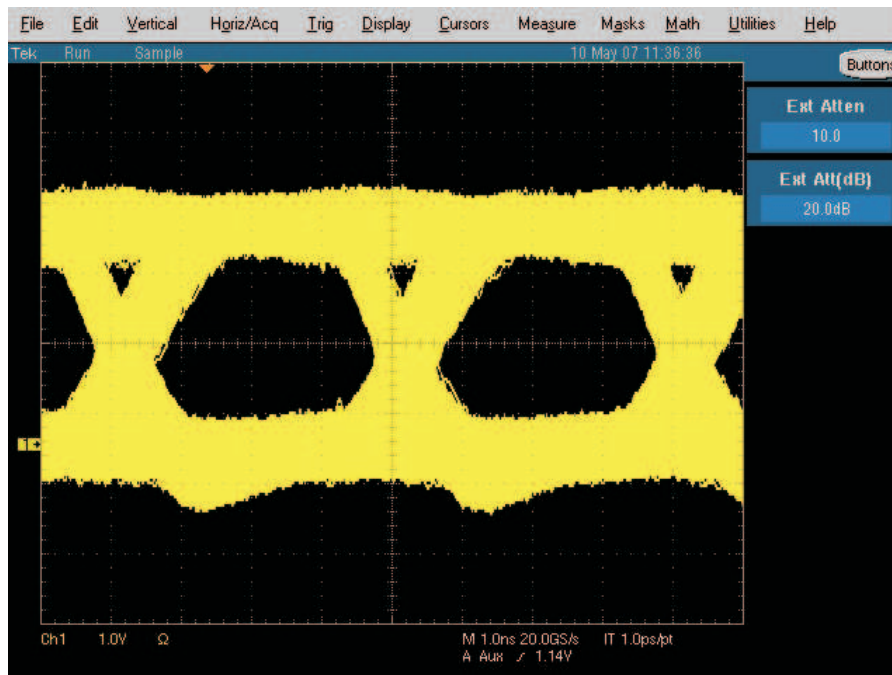 File Edit Vertical Horiz/Acq Trig Display Cursors Measure Masks Math Utilities Help
Tek Run Sample 10 May 07 11:36:36
Buttons
Ext Atten
10.0
Ext Att(dB)
20.0dB
1
Ch1 1.0V Ω M 1.0ns 20.0GS/s IT 1.0ps/pt
A Aux 1.14V